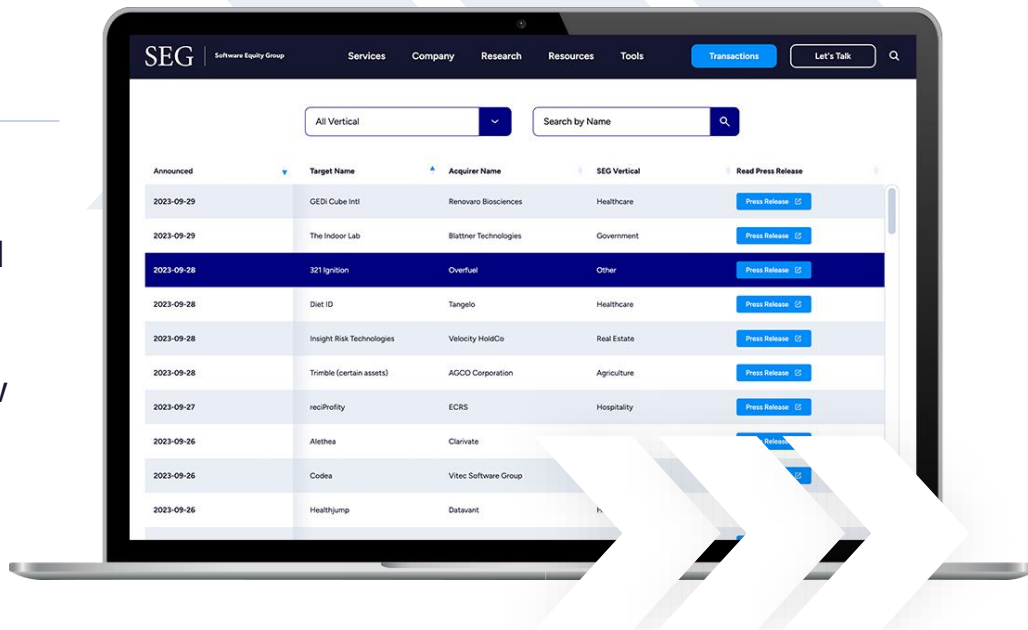 SEG Software Equity Group Services Company Research Resources Tools Transactions Let's Talk
All Vertical Search by Name
Announced Target Name Acquirer Name SEG Vertical Read Press Release
2023-09-29 GEDi Cube Intl Renovaro Biosciences Healthcare Press Release
2023-09-29 The Indoor Lab Blattner Technologies Government Press Release
2023-09-28 321 Ignition Overfuel Other Press Release
2023-09-28 Diet ID Tangelo Healthcare Press Release
2023-09-28 Insight Risk Technologies Velocity HoldCo Real Estate Press Release
2023-09-28 Trimble (certain assets) AGCO Corporation Agriculture Press Release
2023-09-27 reciProfity ECRS Hospitality Press Release
2023-09-26 Alethea Clarivate Release
2023-09-26 Codea Vitec Software Group
2023-09-26 Healthjump Datavant